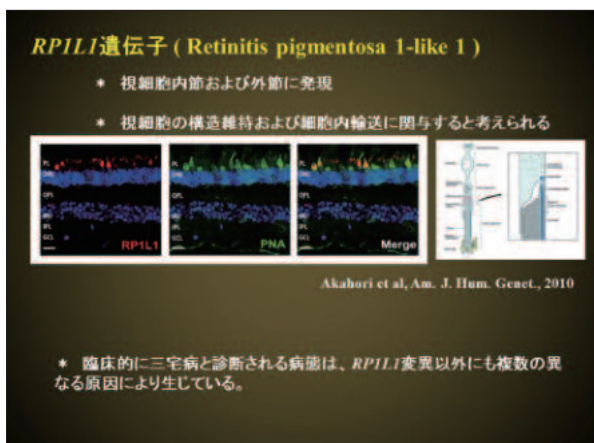 RP1L1遺伝子 ( Retinitis pigmentosa 1-like 1 )
* 視細胞内節および外節に発現
* 視細胞の構造維持および細胞内輸送に関与すると考えられる
RP1L1
PNA
Merge
Akahori et al, Am. J. Hum. Genet., 2010
* 臨床的に三宅病と診断される病態は、RP1L1変異以外にも複数の異
なる原因により生じている。